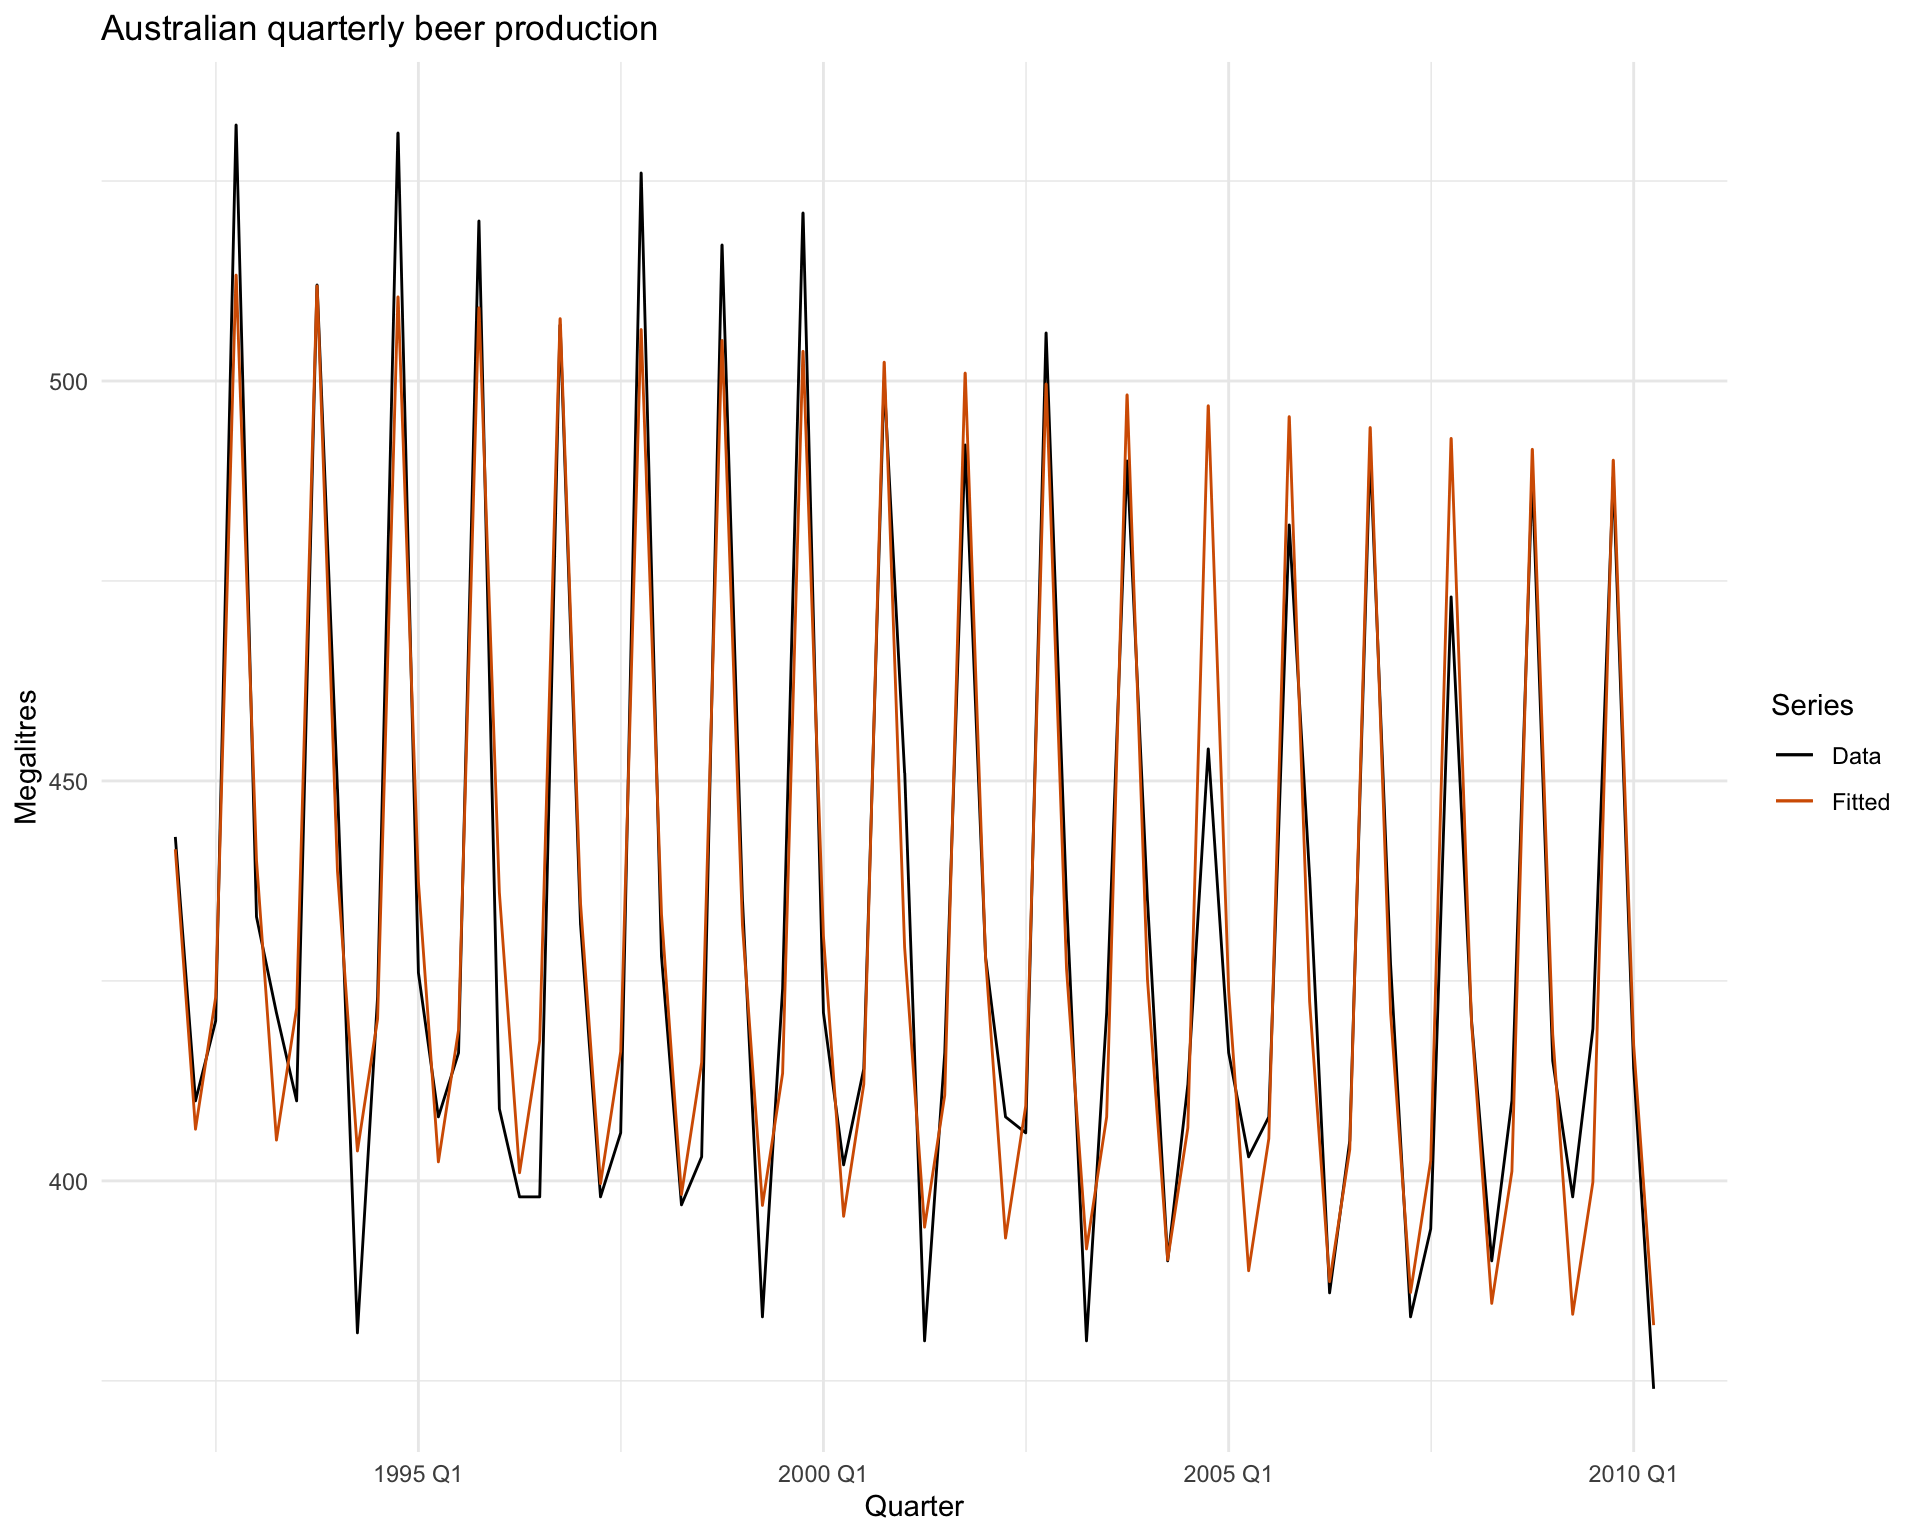 Australian quarterly beer production
Megalitres
500
450
400
1995 Q1
2000 Q1
2005 Q1
2010 Q1
Quarter
Series
Data
Fitted